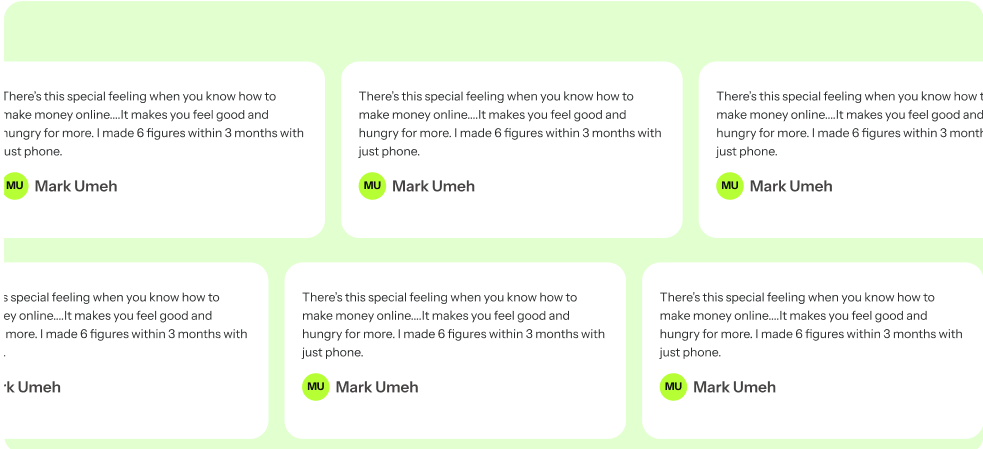 There's this special feeling when you know how to
make money online....It makes you feel good and
hungry for more. I made 6 figures within 3 months with
just phone.
MU Mark Umeh
There's this special feeling when you know how to
make money online....It makes you feel good and
hungry for more. I made 6 figures within 3 months with
just phone.
MU Mark Umeh
There's this special feeling when you know how
make money online....It makes you feel good and
hungry for more. I made 6 figures within 3 month
just phone.
MU Mark Umeh
s special feeling when you know how to
ey online....It makes you feel good and
more. I made 6 figures within 3 months with
.
rk Umeh
There's this special feeling when you know how to
make money online....It makes you feel good and
hungry for more. I made 6 figures within 3 months with
just phone.
MU Mark Umeh
There's this special feeling when you know how to
make money online....It makes you feel good and
hungry for more. I made 6 figures within 3 months with
just phone.
MU Mark Umeh